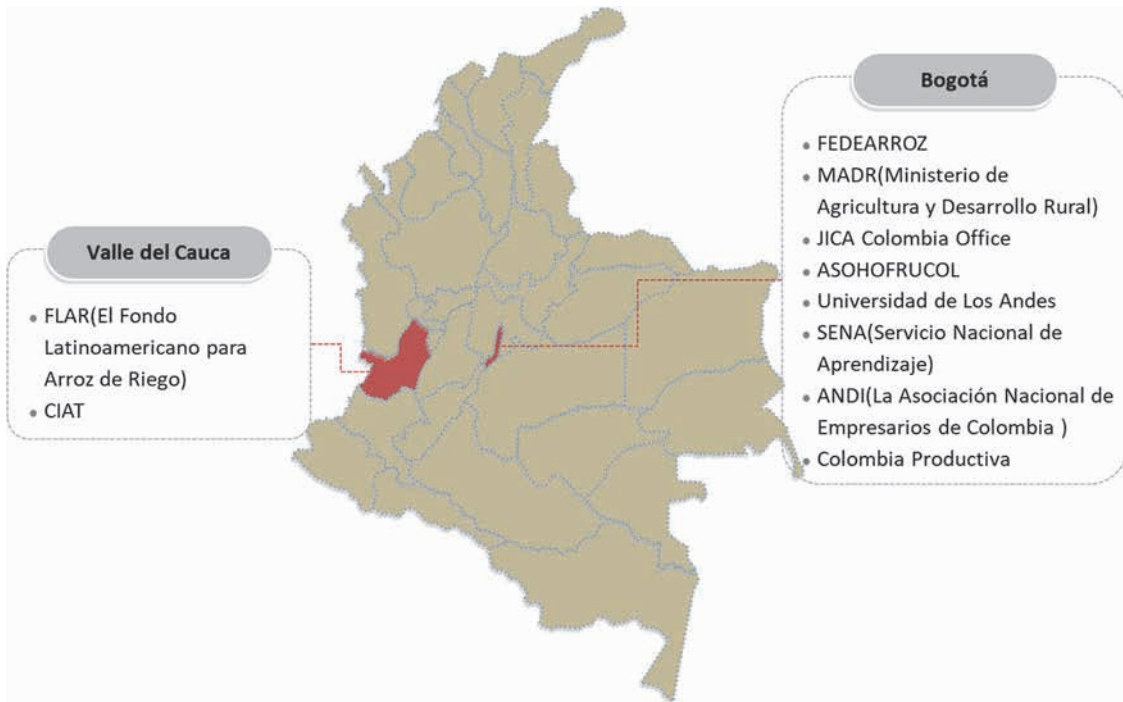 Valle del Cauca
• FLAR(El Fondo
Latinoamericano para
Arroz de Riego)
• CIAT
Bogotá
• FEDEARROZ
• MADR(Ministerio de
Agricultura y Desarrollo Rural)
• JICA Colombia Office
• ASOHOFRUCOL
• Universidad de Los Andes
• SENA(Servicio Nacional de
Aprendizaje)
• ANDI(La Asociación Nacional de
Empresarios de Colombia )
• Colombia Productiva